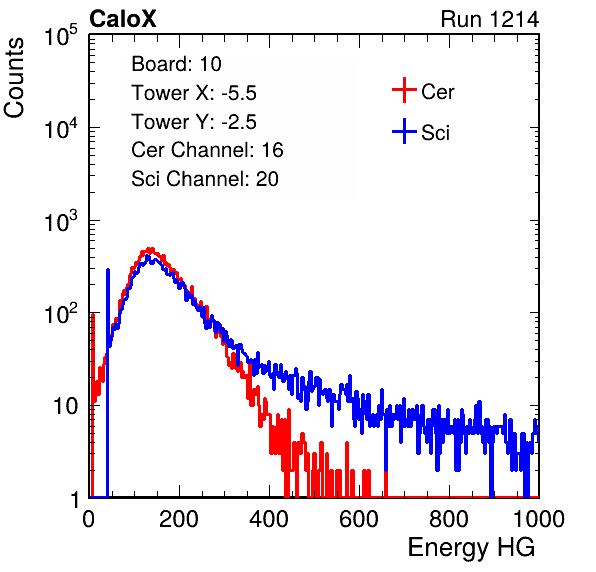 CaloX Run 1214
Counts
10^5
10^4
10^3
10^2
10
1
Board: 10
Tower X: -5.5
Tower Y: -2.5
Cer Channel: 16
Sci Channel: 20
Cer
Sci
0 200 400 600 800 1000
Energy HG